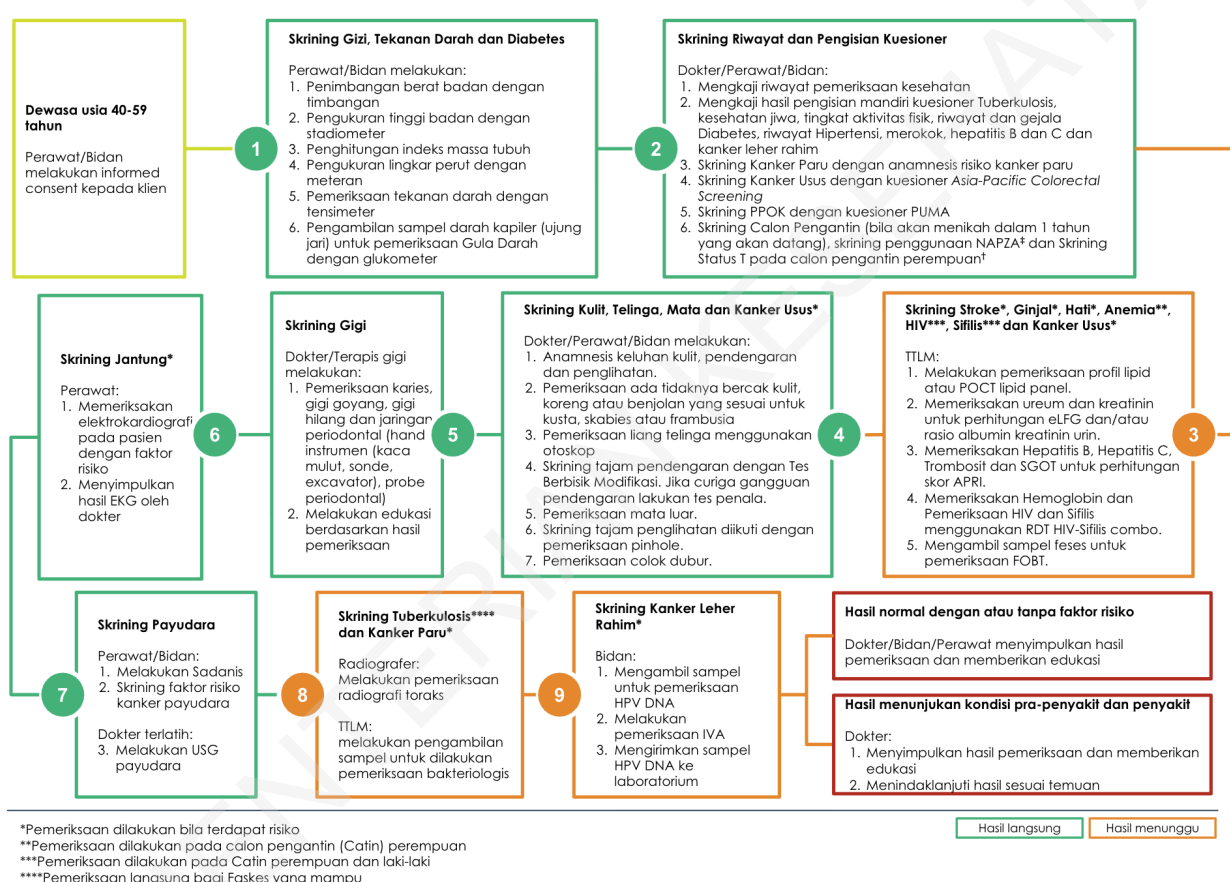 Dewasa usia 40-59
tahun
Perawat/Bidan
melakukan informed
consent kepada klien
1
Skrining Gizi, Tekanan Darah dan Diabetes
Perawat/Bidan melakukan:
1. Penimbangan berat badan dengan
timbangan
2. Pengukuran tinggi badan dengan
stadiometer
3. Penghitungan indeks massa tubuh
4. Pengukuran lingkar perut dengan
meteran
5. Pemeriksaan tekanan darah dengan
tensimeter
6. Pengambilan sampel darah kapiler (ujung
jari) untuk pemeriksaan Gula Darah
dengan glukometer
2
Skrining Riwayat dan Pengisian Kuesioner
Dokter/Perawat/Bidan:
1. Mengkaji riwayat pemeriksaan kesehatan
2. Mengkaji hasil pengisian mandiri kuesioner Tuberkulosis,
kesehatan jiwa, tingkat aktivitas fisik, riwayat dan gejala
Diabetes, riwayat Hipertensi, merokok, hepatitis B dan C dan
kanker leher rahim
3. Skrining Kanker Paru dengan anamnesis risiko kanker paru
4. Skrining Kanker Usus dengan kuesioner Asia-Pacific Colorectal
Screening
5. Skrining PPOK dengan kuesioner PUMA
6. Skrining Calon Pengantin (bila akan menikah dalam 1 tahun
yang akan datang), skrining penggunaan NAPZA‡ dan Skrining
Status T pada calon pengantin perempuan†
3
Skrining Stroke*, Ginjal*, Hati*, Anemia**,
HIV***, Sifilis*** dan Kanker Usus*
TTLM:
1. Melakukan pemeriksaan profil lipid
atau POCT lipid panel.
2. Memeriksakan ureum dan kreatinin
untuk perhitungan eLFG dan/atau
rasio albumin kreatinin urin.
3. Memeriksakan Hepatitis B, Hepatitis C,
Trombosit dan SGOT untuk perhitungan
skor APRI.
4. Memeriksakan Hemoglobin dan
Pemeriksaan HIV dan Sifilis
menggunakan RDT HIV-Sifilis combo.
5. Mengambil sampel feses untuk
pemeriksaan FOBT.
4
Skrining Kulit, Telinga, Mata dan Kanker Usus*
Dokter/Perawat/Bidan melakukan:
1. Anamnesis keluhan kulit, pendengaran
dan penglihatan.
2. Pemeriksaan ada tidaknya bercak kulit,
koreng atau benjolan yang sesuai untuk
kusta, skabies atau frambusia
3. Pemeriksaan liang telinga menggunakan
otoskop
4. Skrining tajam pendengaran dengan Tes
Berbisik Modifikasi. Jika curiga gangguan
pendengaran lakukan tes penala.
5. Pemeriksaan mata luar.
6. Skrining tajam penglihatan diikuti dengan
pemeriksaan pinhole.
7. Pemeriksaan colok dubur.
5
Skrining Gigi
Dokter/Terapis gigi
melakukan:
1. Pemeriksaan karies,
gigi goyang, gigi
hilang dan jaringan
periodontal (hand
instrumen (kaca
mulut, sonde,
excavator), probe
periodontal)
2. Melakukan edukasi
berdasarkan hasil
pemeriksaan
6
Skrining Jantung*
Perawat:
1. Memeriksakan
elektrokardiografi
pada pasien
dengan faktor
risiko
2. Menyimpulkan
hasil EKG oleh
dokter
7
Skrining Payudara
Perawat/Bidan:
1. Melakukan Sadanis
2. Skrining faktor risiko
kanker payudara
Dokter terlatih:
3. Melakukan USG
payudara
8
Skrining Tuberkulosis****
dan Kanker Paru*
Radiografer:
Melakukan pemeriksaan
radiografi toraks
TTLM:
melakukan pengambilan
sampel untuk dilakukan
pemeriksaan bakteriologis
9
Skrining Kanker Leher
Rahim*
Bidan:
1. Mengambil sampel
untuk pemeriksaan
HPV DNA
2. Melakukan
pemeriksaan IVA
3. Mengirimkan sampel
HPV DNA ke
laboratorium
Hasil normal dengan atau tanpa faktor risiko
Dokter/Bidan/Perawat menyimpulkan hasil
pemeriksaan dan memberikan edukasi
Hasil menunjukan kondisi pra-penyakit dan penyakit
Dokter:
1. Menyimpulkan hasil pemeriksaan dan memberikan
edukasi
2. Menindaklanjuti hasil sesuai temuan
*Pemeriksaan dilakukan bila terdapat risiko
**Pemeriksaan dilakukan pada calon pengantin (Catin) perempuan
***Pemeriksaan dilakukan pada Catin perempuan dan laki-laki
****Pemeriksaan langsung bagi Faskes yang mampu
Hasil langsung
Hasil menunggu